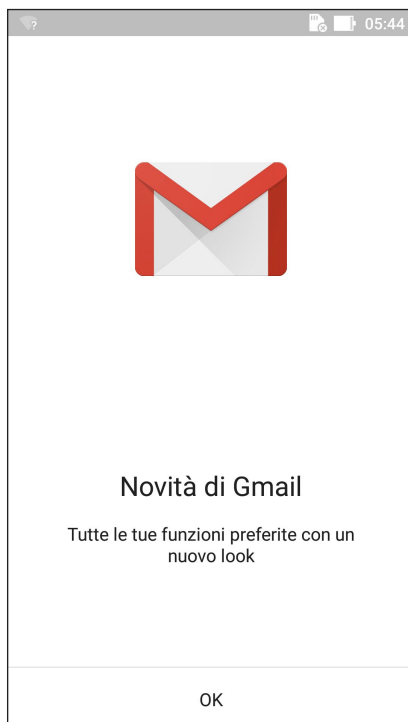 05:44
Novità di Gmail
Tutte le tue funzioni preferite con un
nuovo look
OK